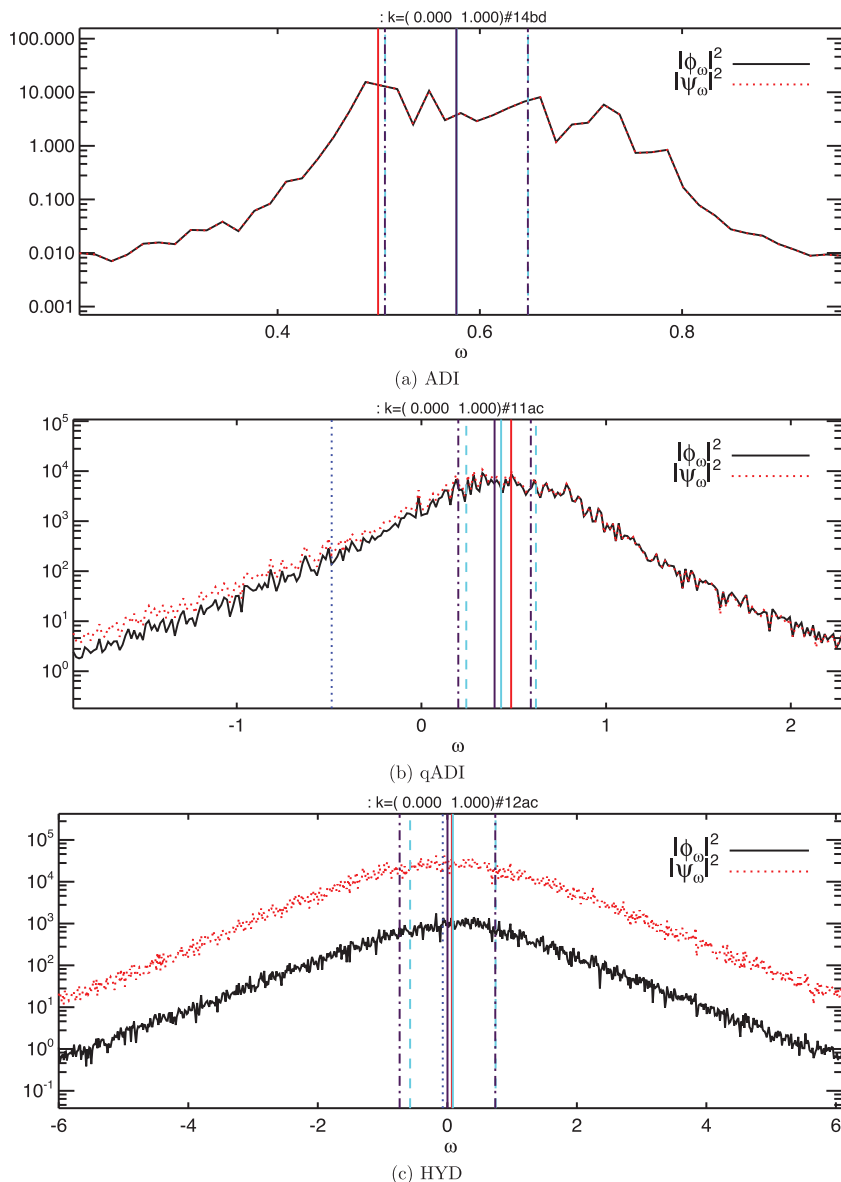 : k=( 0.000 1.000)#14bd
100.000
10.000
1.000
0.100
0.010
0.001
|ϕω|²
|ψω|²
0.4 0.6 0.8
ω
(a) ADI
: k=( 0.000 1.000)#11ac
10⁵
10⁴
10³
10²
10¹
10⁰
|ϕω|²
|ψω|²
-1 0 1 2
ω
(b) qADI
: k=( 0.000 1.000)#12ac
10⁵
10⁴
10³
10²
10¹
10⁰
10⁻¹
|ϕω|²
|ψω|²
-6 -4 -2 0 2 4 6
ω
(c) HYD